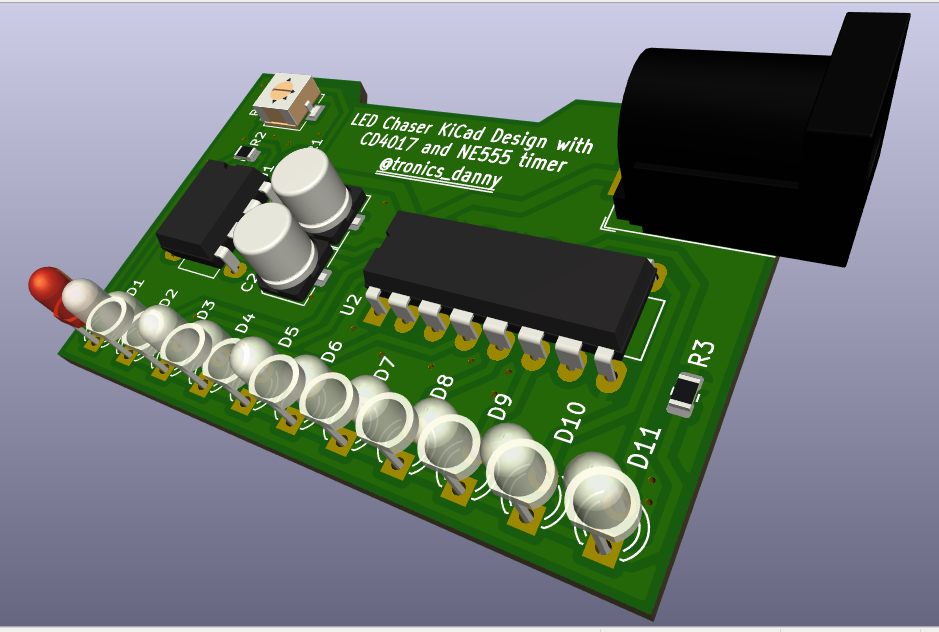 LED Chaser KiCad Design with
CD4017 and NE555 timer
@tronics_danny
R2
C2
U2
D1
D2
D3
D4
D5
D6
D7
D8
D9
D10
D11
R3